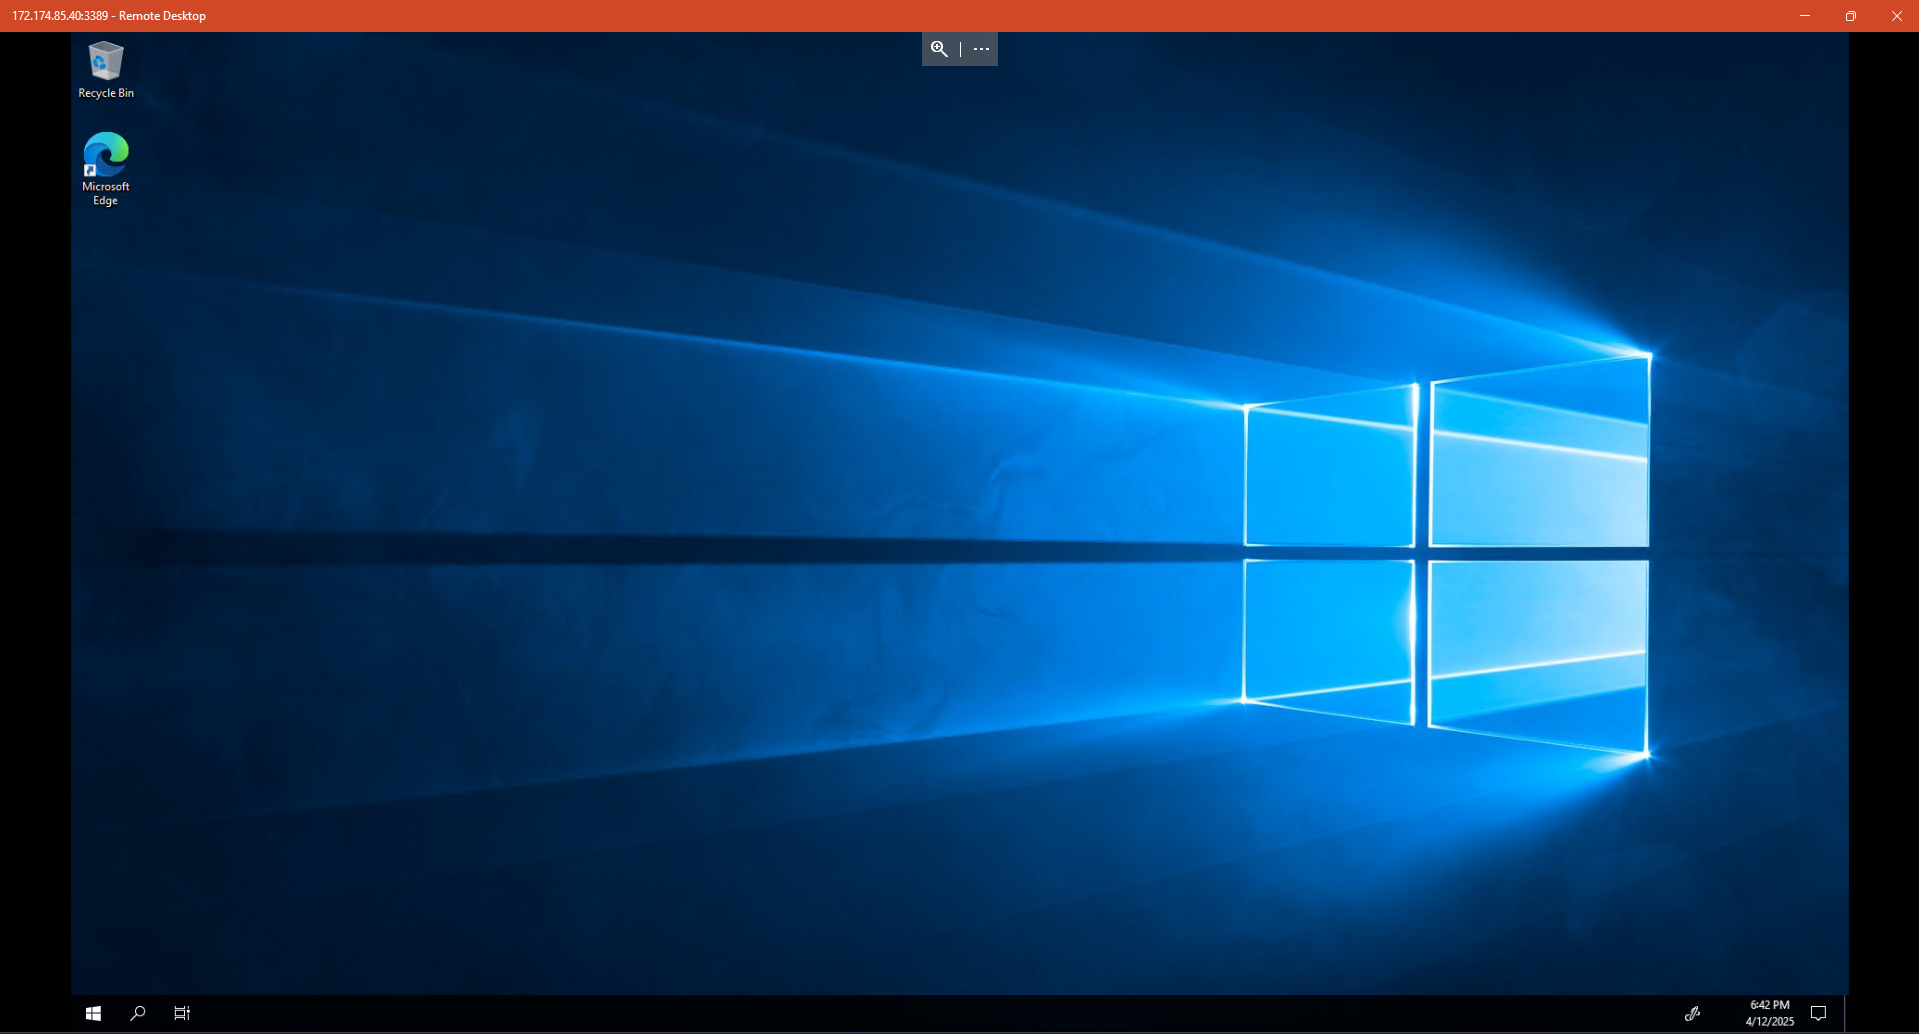 172.174.85.40:3389 - Remote Desktop
Recycle Bin
Microsoft
Edge
6:42 PM
4/12/2025